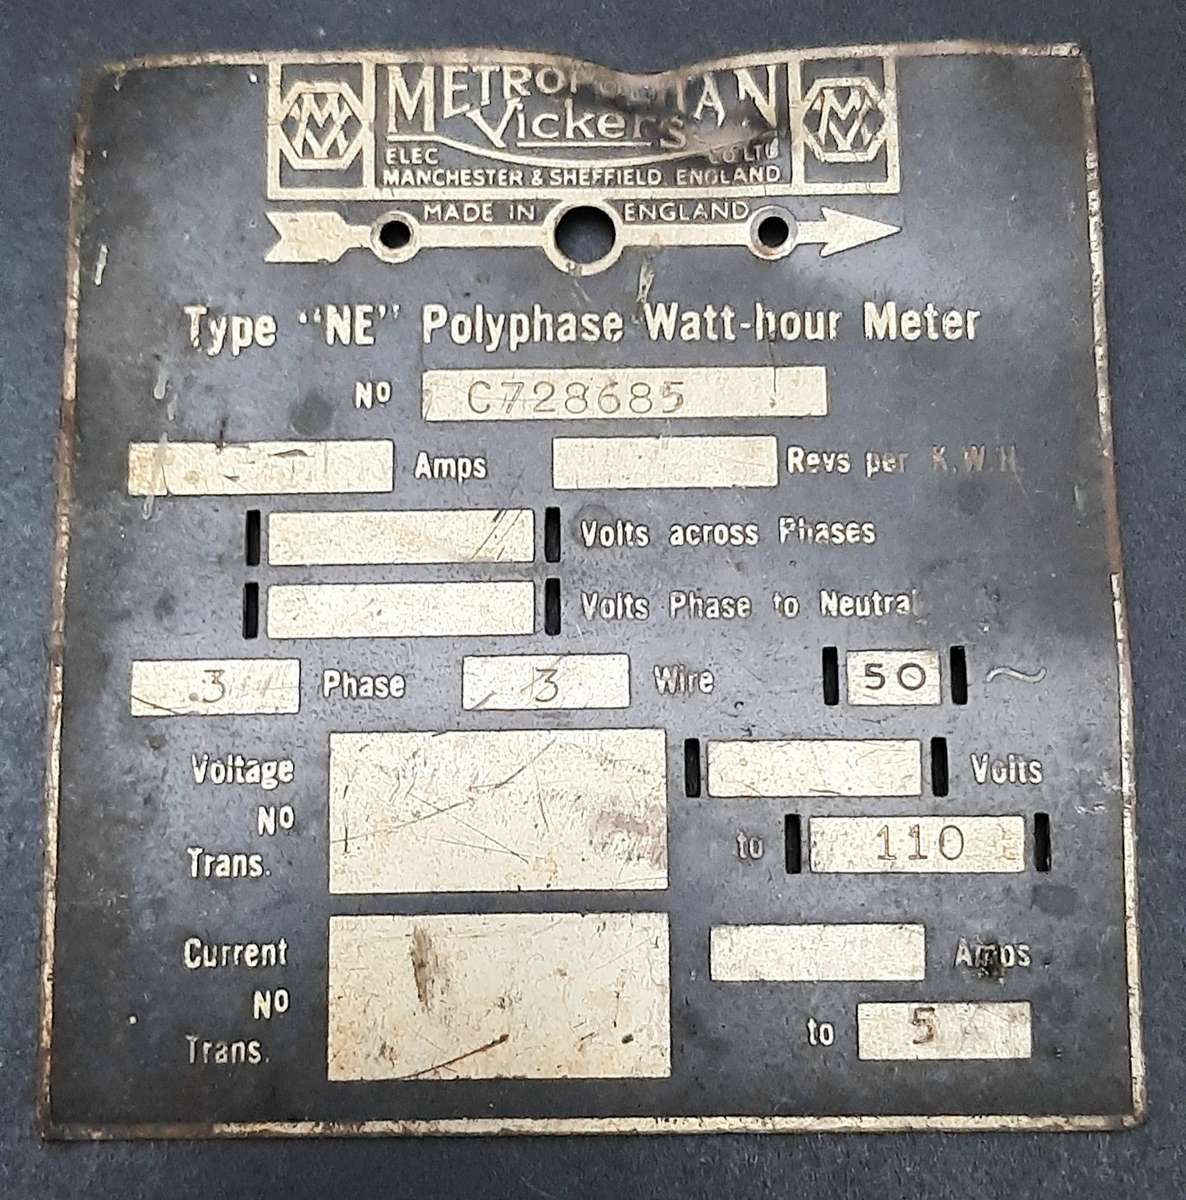 METROPOLITAN
Vickers
ELEC CO LTD
MANCHESTER & SHEFFIELD ENGLAND
MADE IN ENGLAND
Type "NE" Polyphase Watt-hour Meter
No C728685
Amps Revs per K.W.H.
Volts across Phases
Volts Phase to Neutral
3 Phase 3 Wire 50 ~
Voltage No Trans.
Volts
to 110
Current No Trans.
Amps
to 5